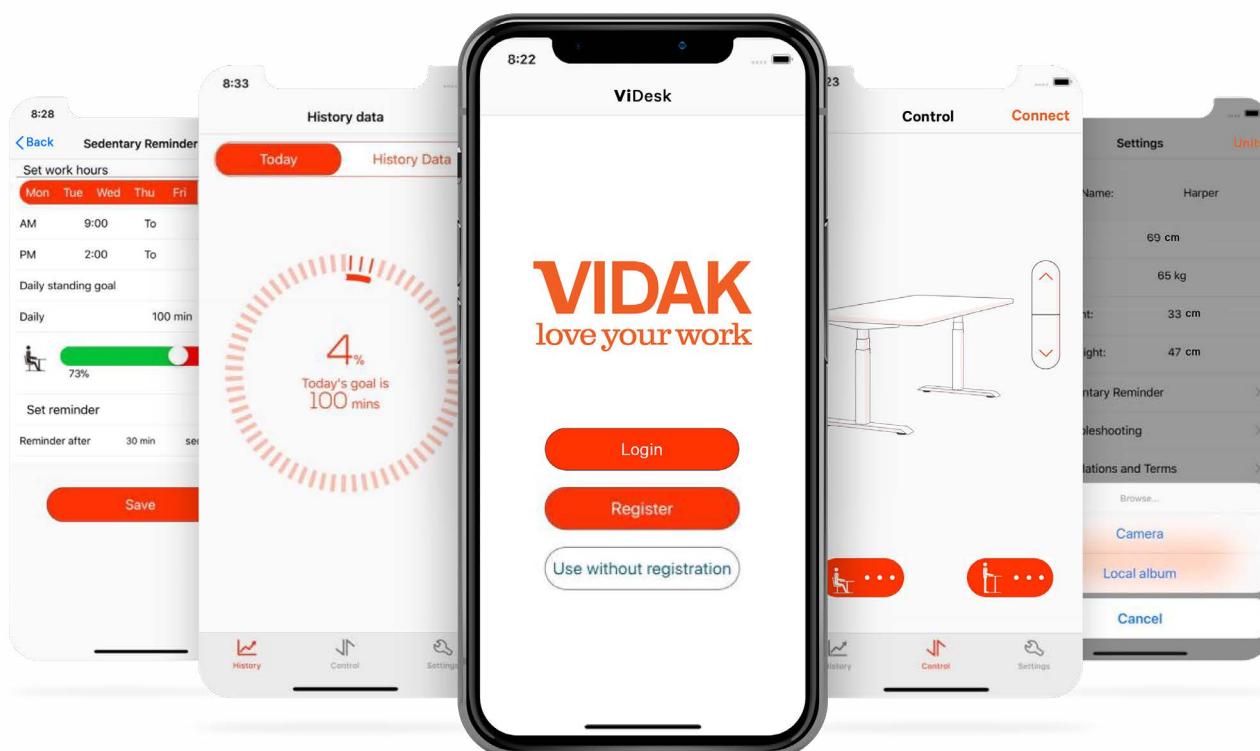 8:28
Back
Sedentary Reminder
Set work hours
Mon Tue Wed Thu Fri
AM 9:00 To
PM 2:00 To
Daily standing goal
Daily 100 min
73%
Set reminder
Reminder after 30 min
Save
8:33
History data
Today History Data
4%
Today's goal is
100 mins
History Control Settings
8:22
ViDesk
VIDAK
love your work
Login
Register
Use without registration
23
Control Connect
Control Settings
Settings
Name: Harper
69 cm
65 kg
33 cm
47 cm
Reminder
Terms
Browse...
Camera
Local album
Cancel